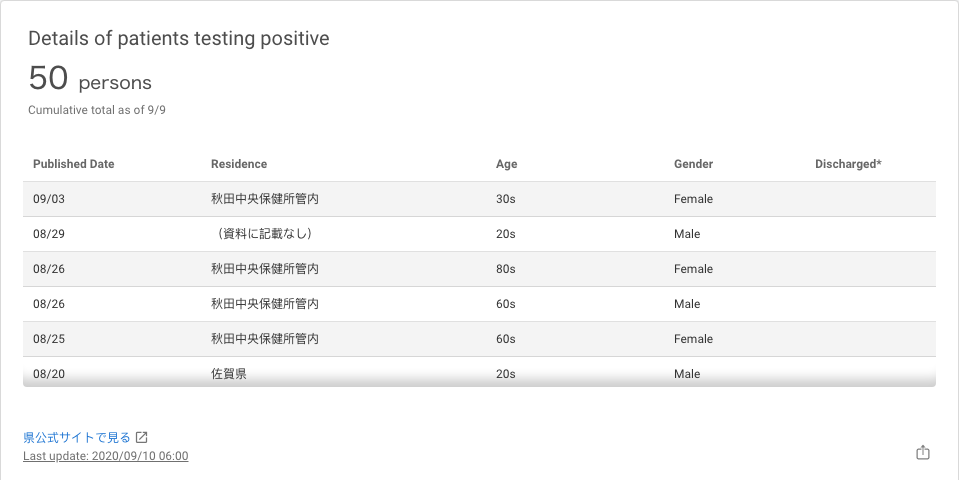 Details of patients testing positive
50 persons
Cumulative total as of 9/9
Published Date Residence Age Gender Discharged*
09/03 秋田中央保健所管内 30s Female
08/29 （資料に記載なし） 20s Male
08/26 秋田中央保健所管内 80s Female
08/26 秋田中央保健所管内 60s Male
08/25 秋田中央保健所管内 60s Female
08/20 佐賀県 20s Male
県公式サイトで見る
Last update: 2020/09/10 06:00